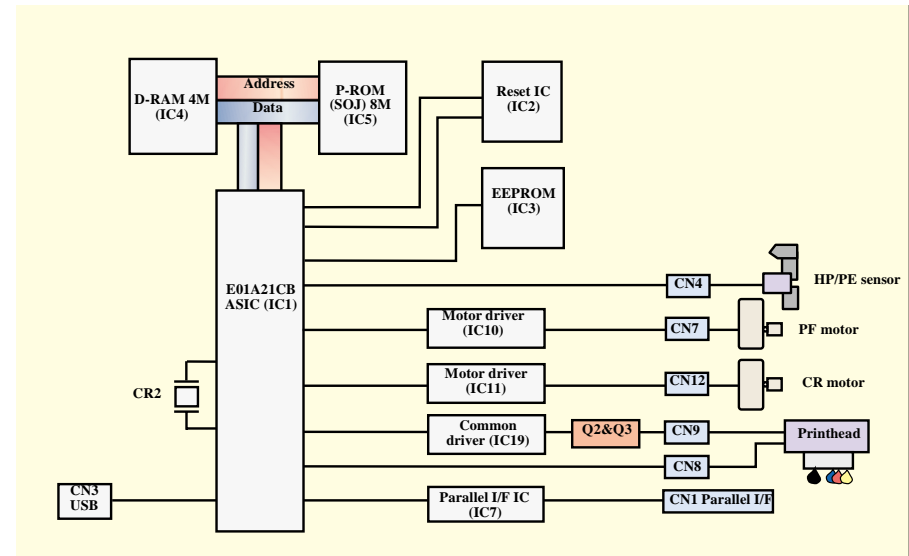 D-RAM 4M
(IC4)
Address
Data
P-ROM
(SOJ) 8M
(IC5)
Reset IC
(IC2)
EEPROM
(IC3)
E01A21CB
ASIC (IC1)
CN4
HP/PE sensor
Motor driver
(IC10)
CN7
PF motor
Motor driver
(IC11)
CN12
CR motor
CR2
Common
driver (IC19)
Q2&Q3
CN9
Printhead
CN8
CN3
USB
Parallel I/F IC
(IC7)
CN1 Parallel I/F